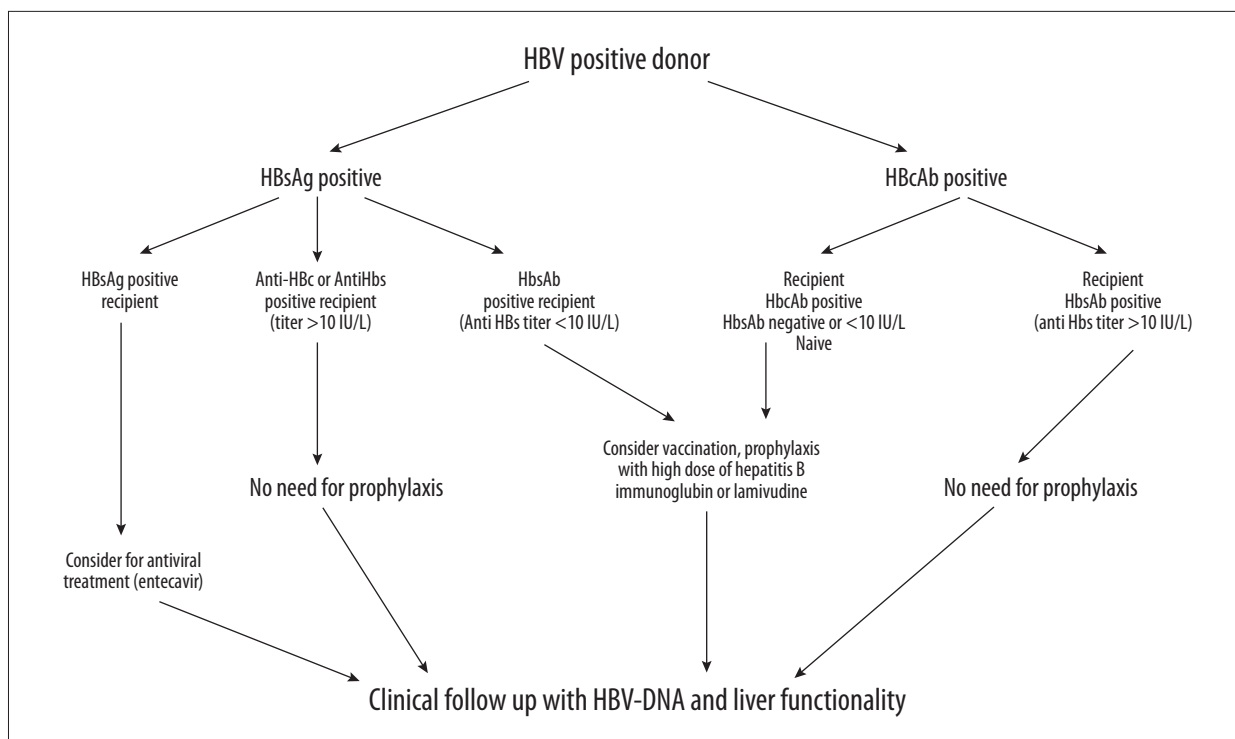 HBV positive donor
HBsAg positive
HBcAb positive
HBsAg positive
recipient
Anti-HBc or AntiHbs
positive recipient
(titer >10 IU/L)
HbsAb
positive recipient
(Anti HBs titer <10 IU/L)
Recipient
HbcAb positive
HbsAb negative or <10 IU/L
Naive
Recipient
HbsAb positive
(anti Hbs titer >10 IU/L)
Consider for antiviral
treatment (entecavir)
No need for prophylaxis
Consider vaccination, prophylaxis
with high dose of hepatitis B
immunoglubin or lamivudine
No need for prophylaxis
Clinical follow up with HBV-DNA and liver functionality